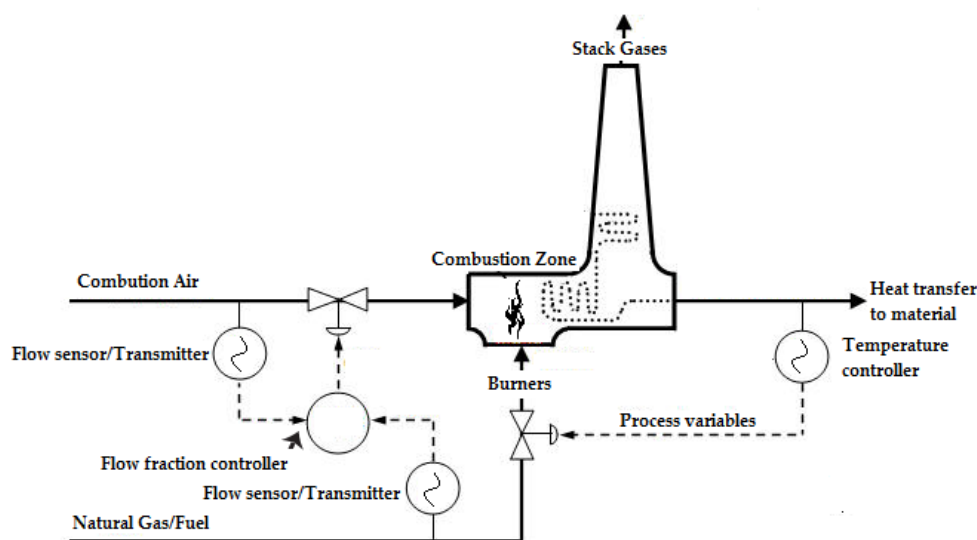 Stack Gases
Combustion Zone
Combution Air
Heat transfer
to material
Flow sensor/Transmitter
Temperature
controller
Burners
Process variables
Flow fraction controller
Flow sensor/Transmitter
Natural Gas/Fuel